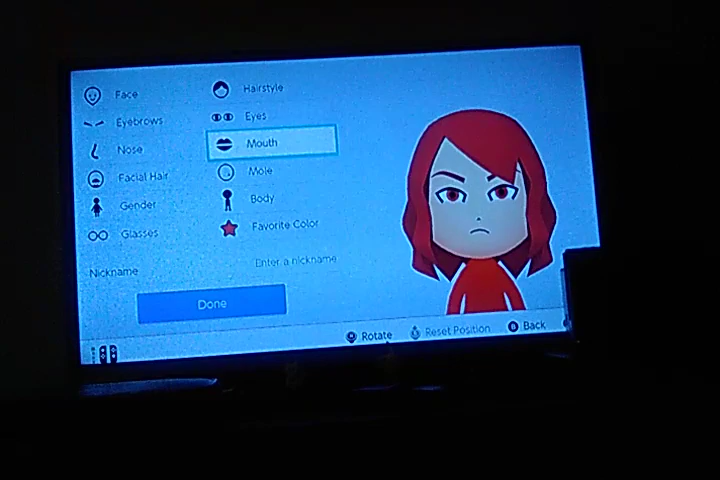 Face
Hairstyle
Eyebrows
Eyes
Nose
Mouth
Facial Hair
Mole
Gender
Body
Glasses
Favorite Color
Nickname
Enter a nickname
Done
Rotate
Reset Position
Back